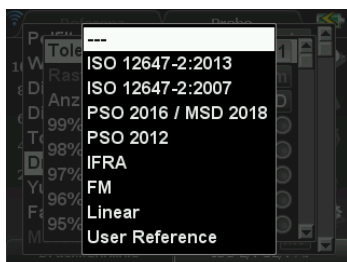 Probe
---
Tole
ISO 12647-2:2013
ISO 12647-2:2007
Anz
PSO 2016 / MSD 2018
99%
PSO 2012
98%
IFRA
97%
FM
96%
Linear
95%
User Reference